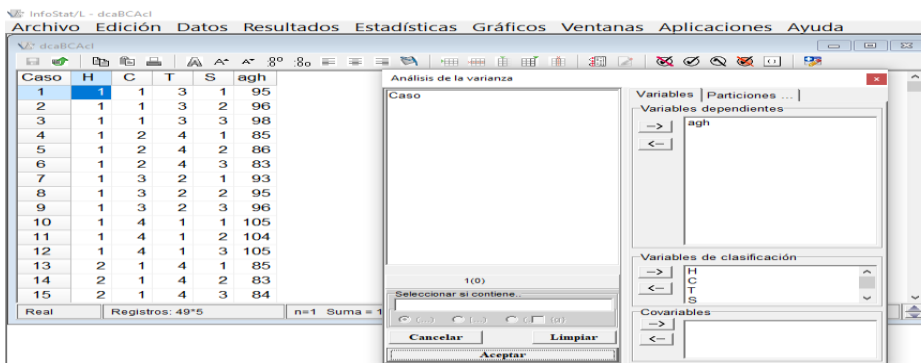 InfoStat/L - dcaBCAcl
Archivo Edición Datos Resultados Estadísticas Gráficos Ventanas Aplicaciones Ayuda
dcaBCAcl
Caso H C T S agh
1 1 1 3 1 95
2 1 1 3 2 96
3 1 1 3 3 98
4 1 2 4 1 85
5 1 2 4 2 86
6 1 2 4 3 83
7 1 3 2 1 93
8 1 3 2 2 95
9 1 3 2 3 96
10 1 4 1 1 105
11 1 4 1 2 104
12 1 4 1 3 105
13 2 1 4 1 85
14 2 1 4 2 83
15 2 1 4 3 84
Real Registros: 49*5 n=1 Suma = 1
Análisis de la varianza
Caso
1(0)
Seleccionar si contiene..
Cancelar Limpiar
Aceptar
Variables Particiones ...
Variables dependientes
-->
<--
agh
Variables de clasificación
-->
<--
H
C
T
S
Covariables
-->
<--